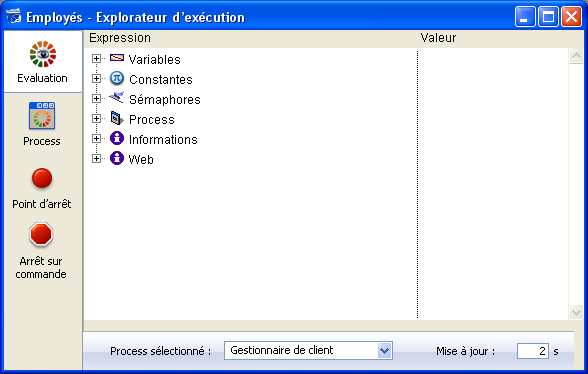 Employés - Explorateur d'exécution
Expression Valeur
Evaluation
Process
Point d'arrêt
Arrêt sur
commande
Variables
Constantes
Sémaphores
Process
Informations
Web
Process sélectionné : Gestionnaire de client Mise à jour : 2 s